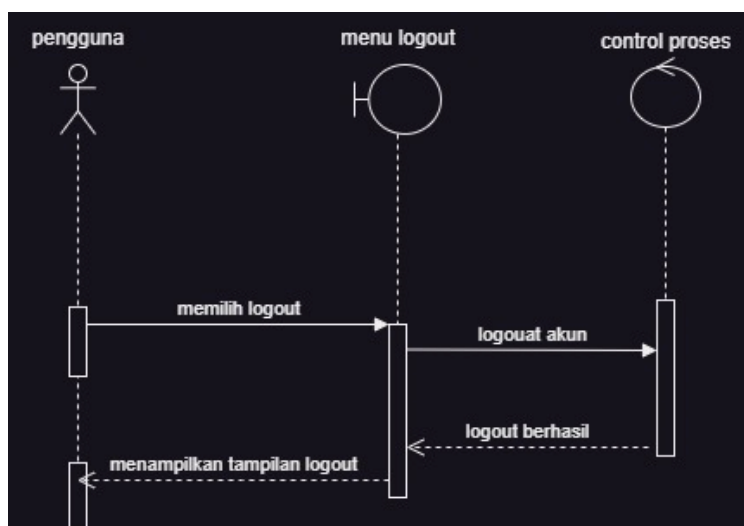 pengguna
menu logout
control proses
memilih logout
logouat akun
logout berhasil
menampilkan tampilan logout